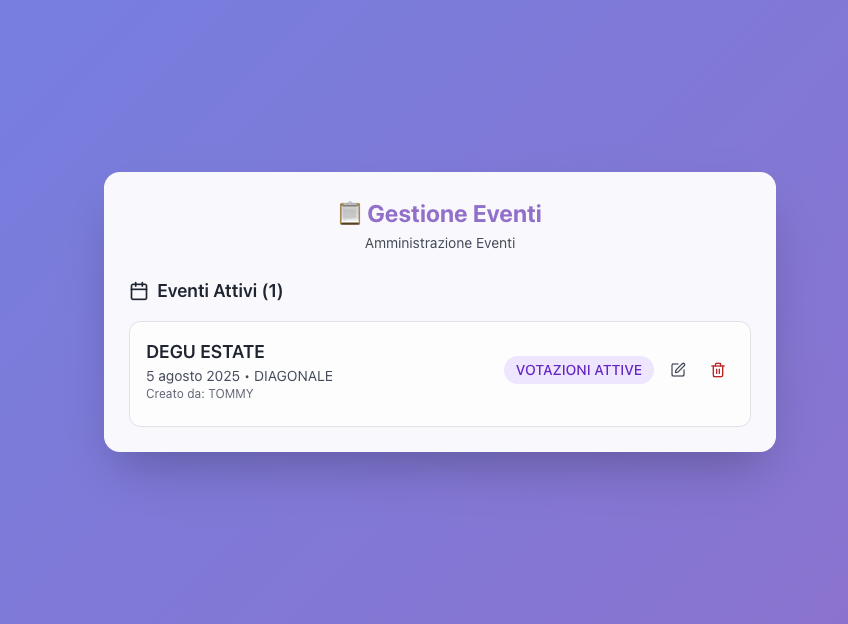 Gestione Eventi
Amministrazione Eventi
Eventi Attivi (1)
DEGU ESTATE
5 agosto 2025 • DIAGONALE
Creato da: TOMMY
VOTAZIONI ATTIVE